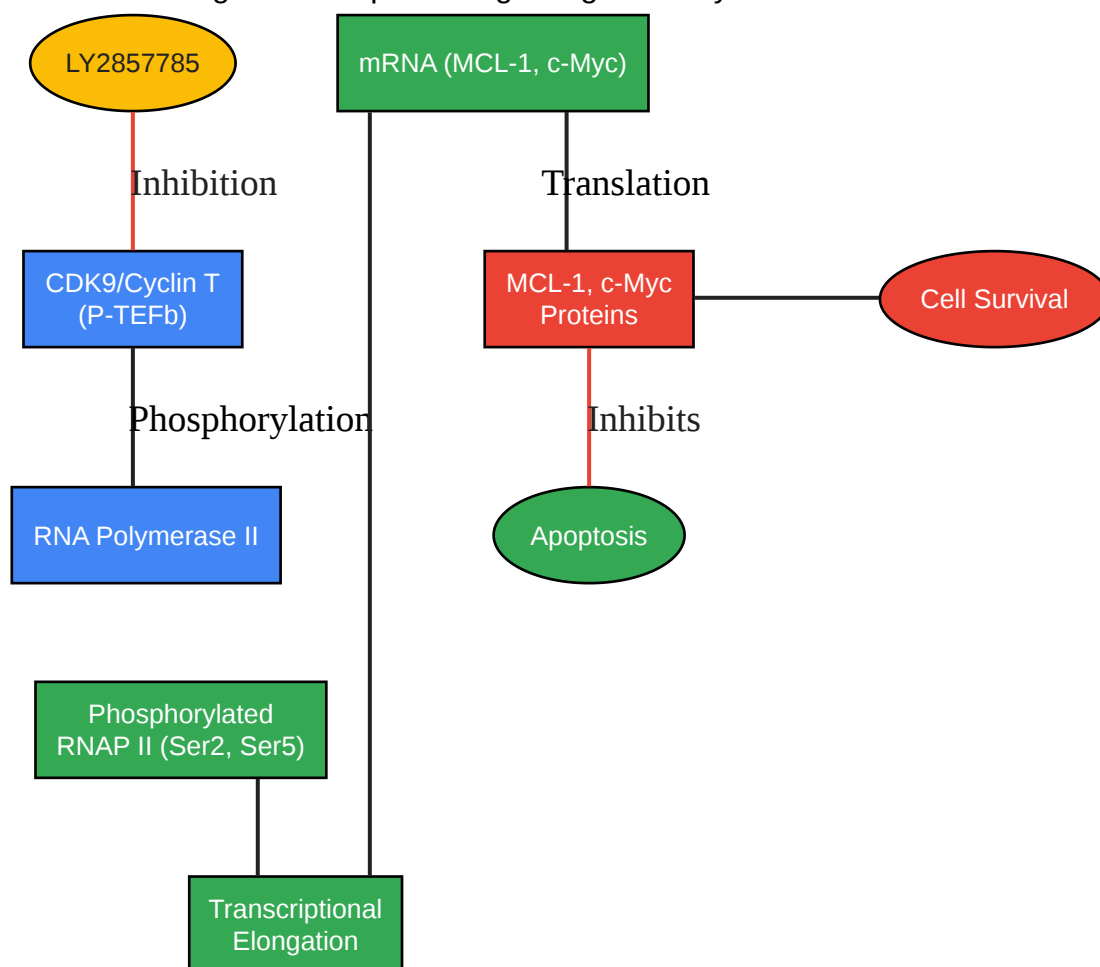 LY2857785
mRNA (MCL-1, c-Myc)
Inhibition
Translation
CDK9/Cyclin T
(P-TEFb)
MCL-1, c-Myc
Proteins
Cell Survival
Phosphorylation
Inhibits
RNA Polymerase II
Apoptosis
Phosphorylated
RNAP II (Ser2, Ser5)
Transcriptional
Elongation